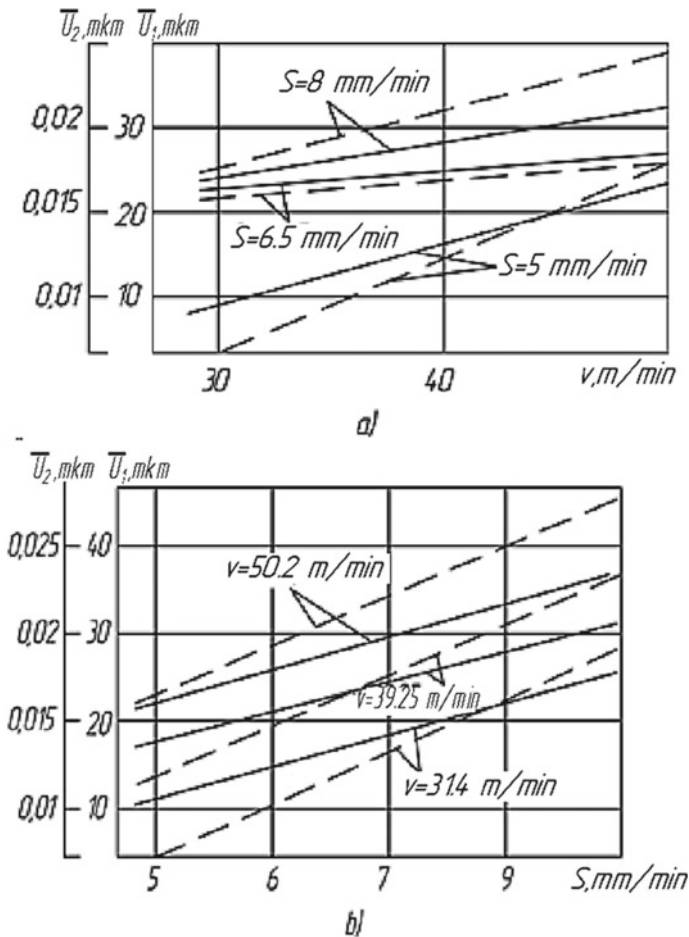 U̅₂,mkm U̅₁,mkm
S=8 mm/min
0,02 30
0,015 20
S=6.5 mm/min
S=5 mm/min
0,01 10
30 40 v,m/min
a)
U̅₂,mkm U̅₁,mkm
0,025 40
v=50.2 m/min
0,02 30
v=39.25 m/min
0,015 20
v=31.4 m/min
0,01 10
5 6 7 9 S,mm/min
b)